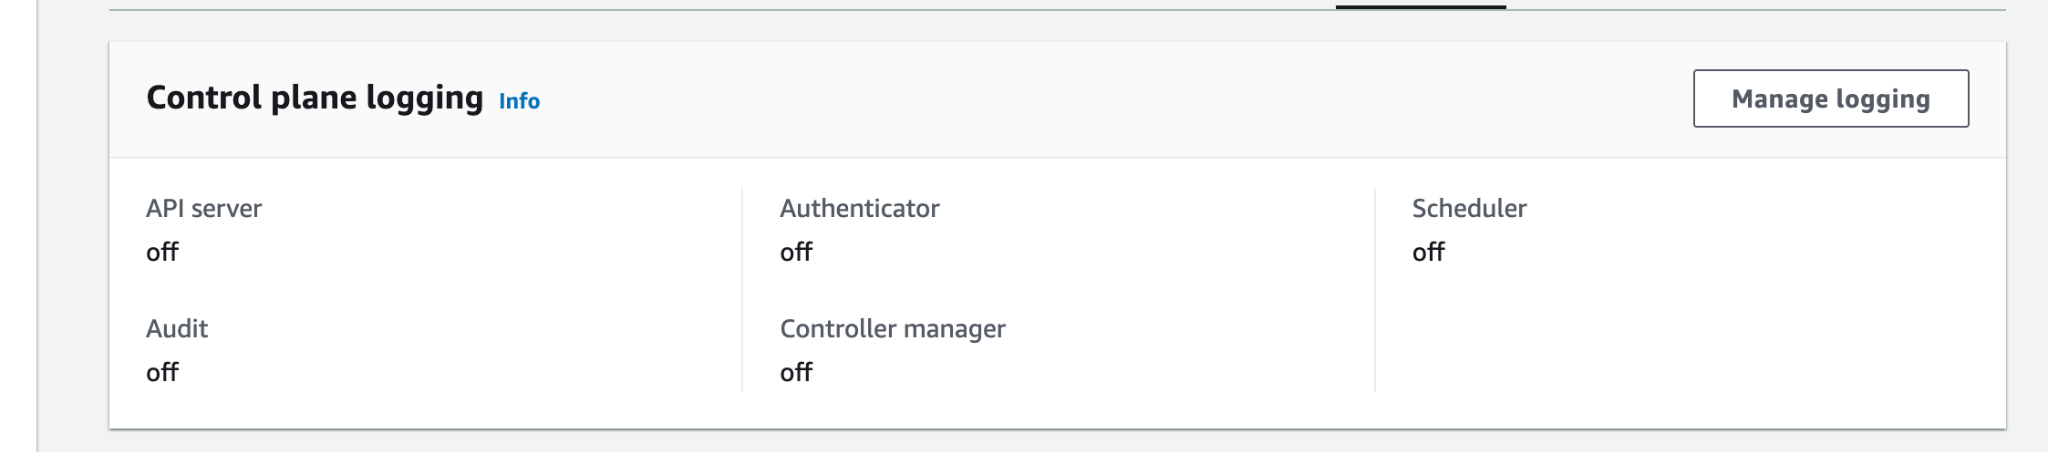 Control plane logging Info
Manage logging
API server
off
Authenticator
off
Scheduler
off
Audit
off
Controller manager
off